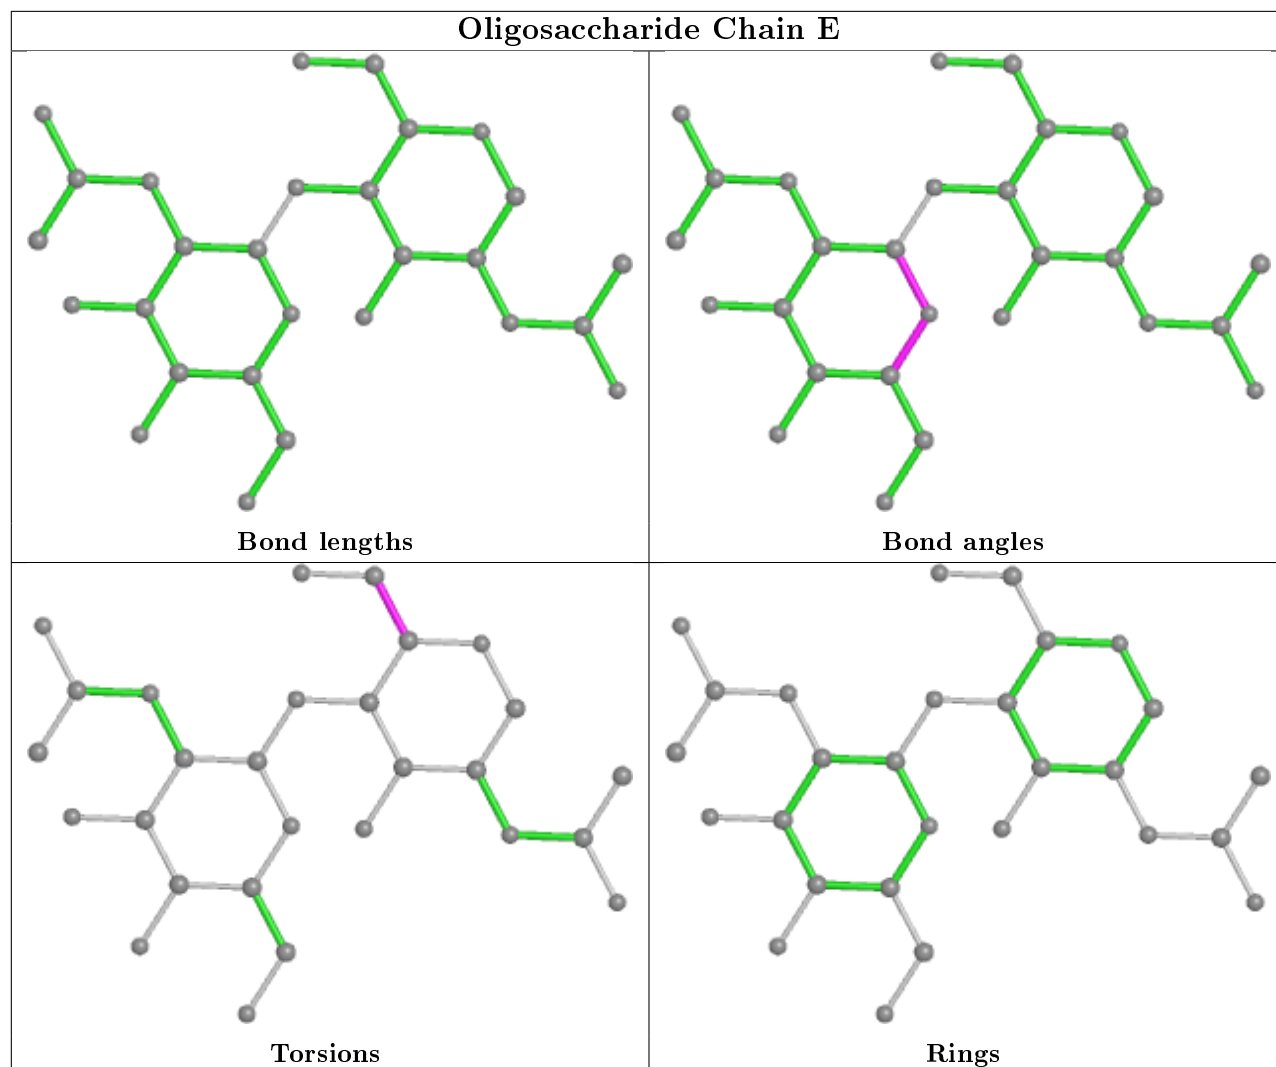 Oligosaccharide Chain E
Bond lengths
Bond angles
Torsions
Rings